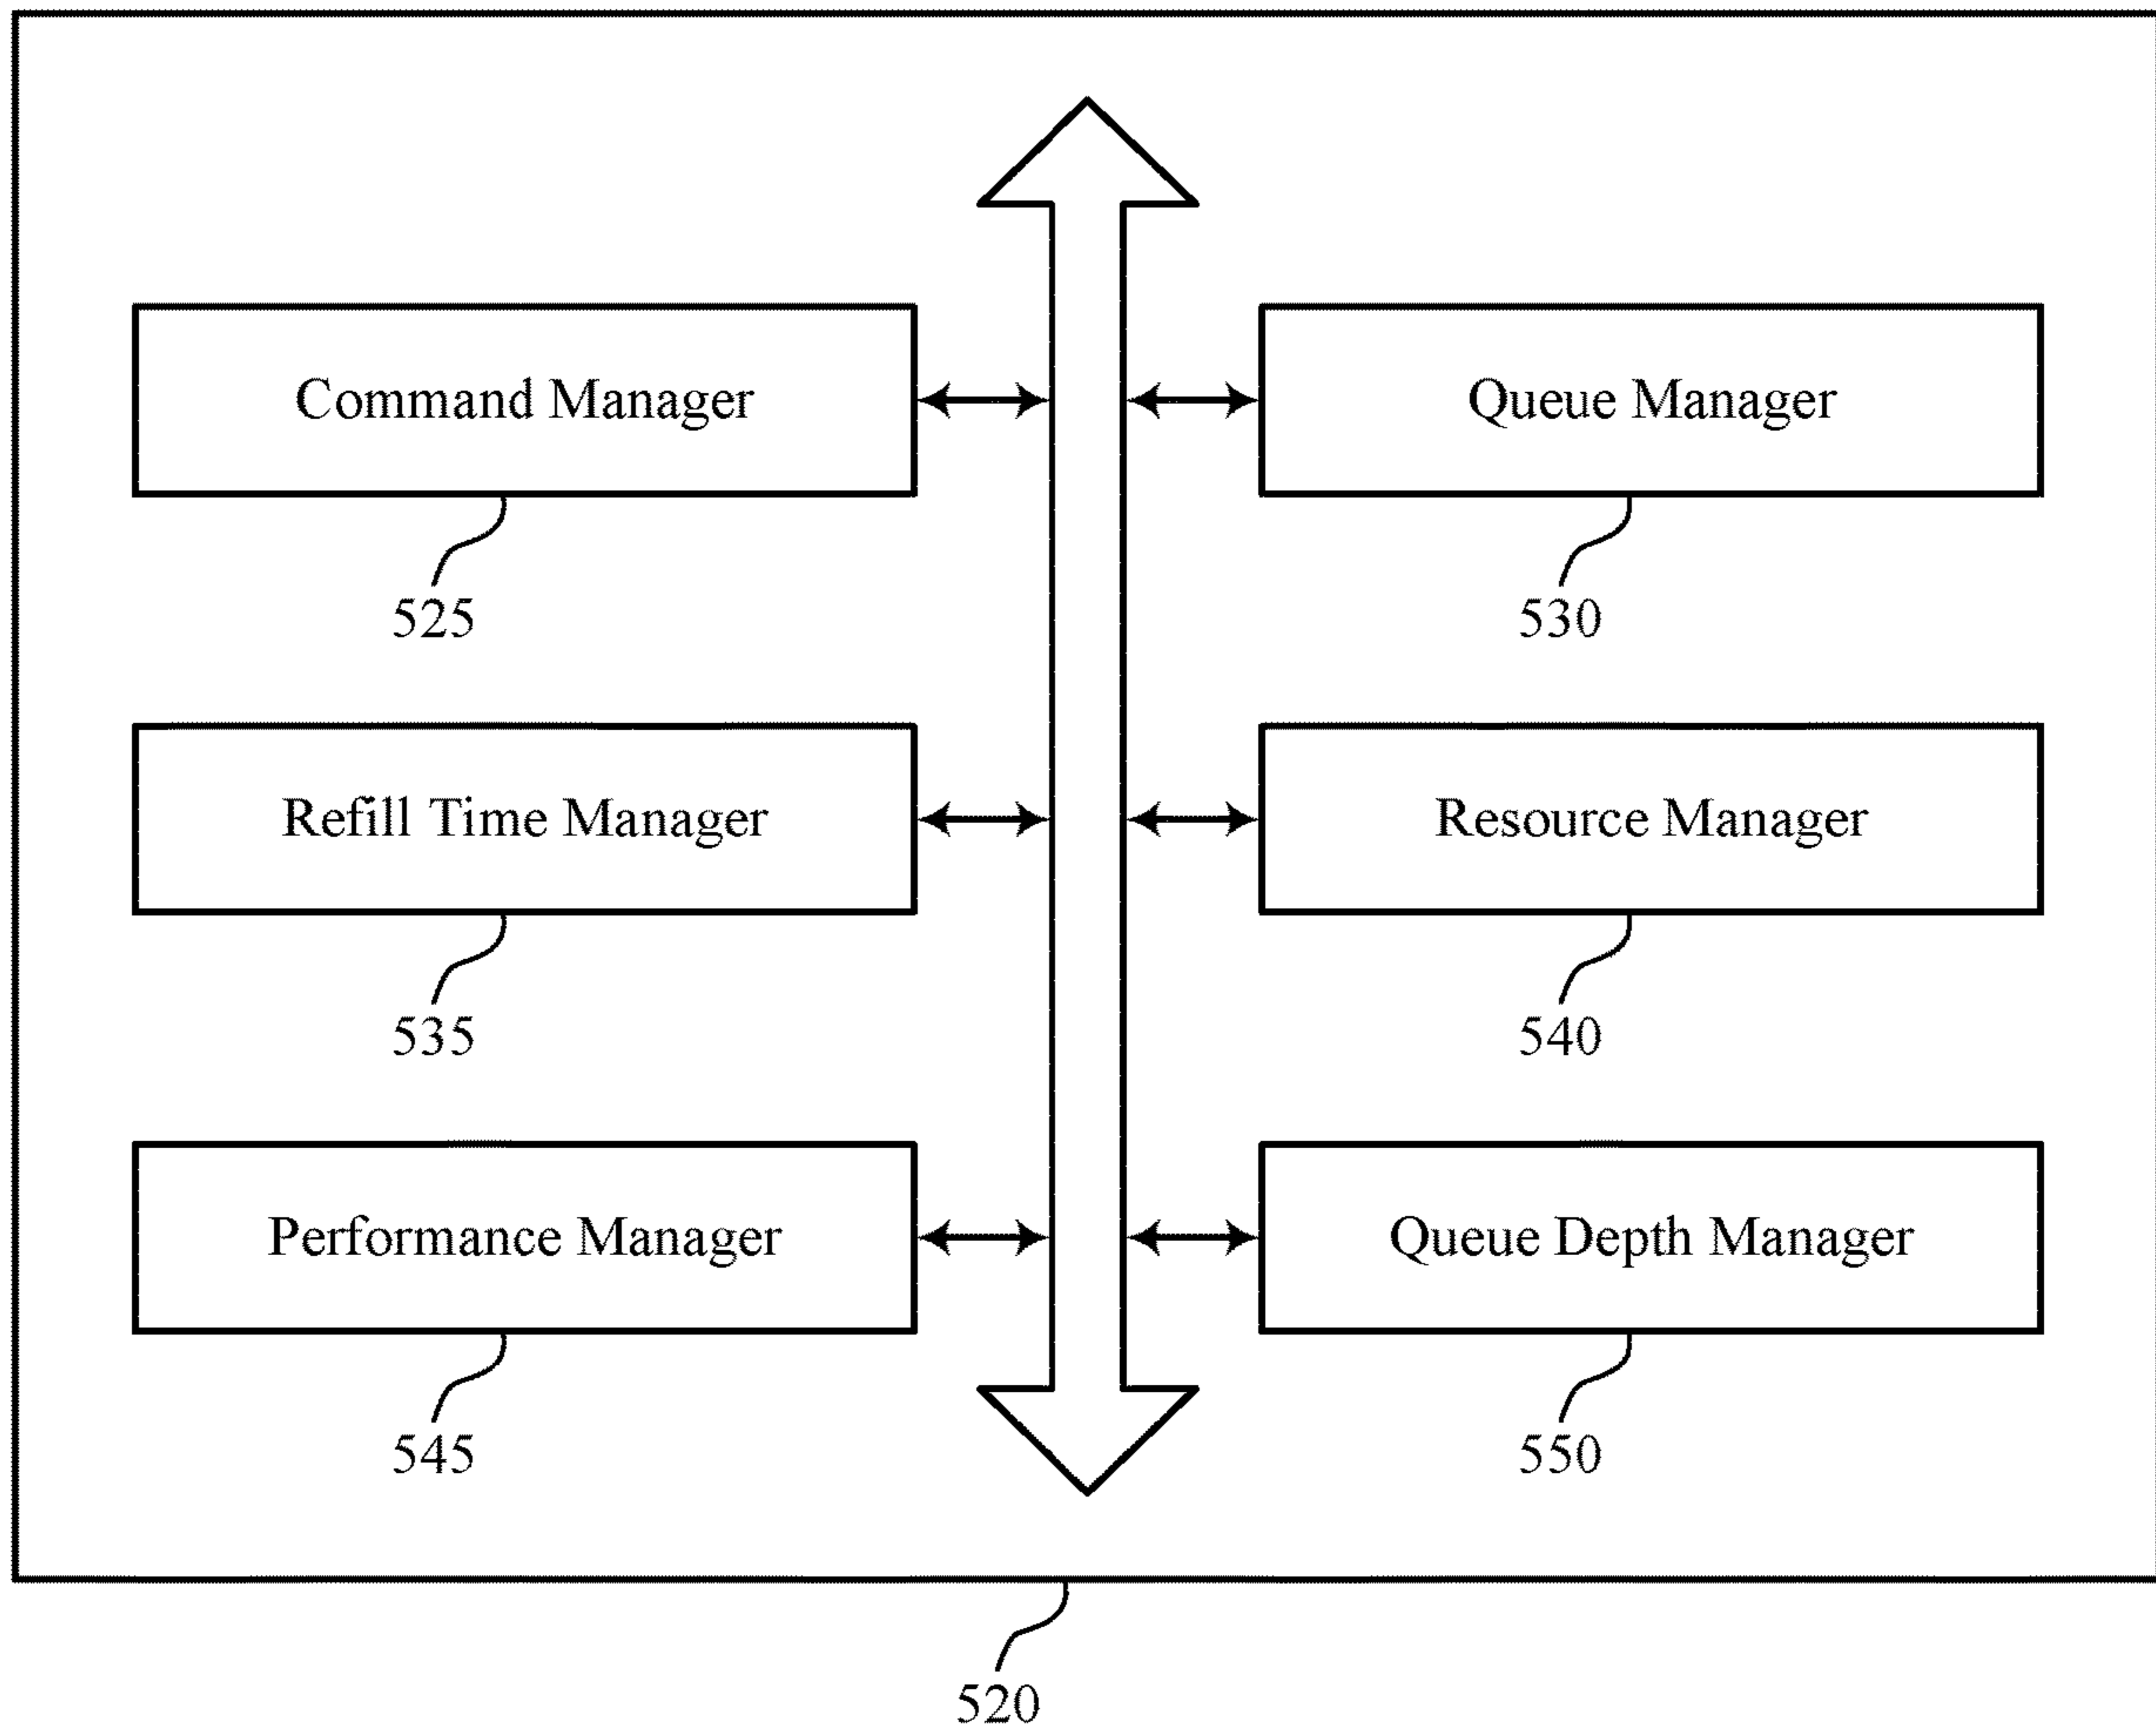 Command Manager
Queue Manager
525
530
Refill Time Manager
Resource Manager
535
540
Performance Manager
Queue Depth Manager
545
550
520